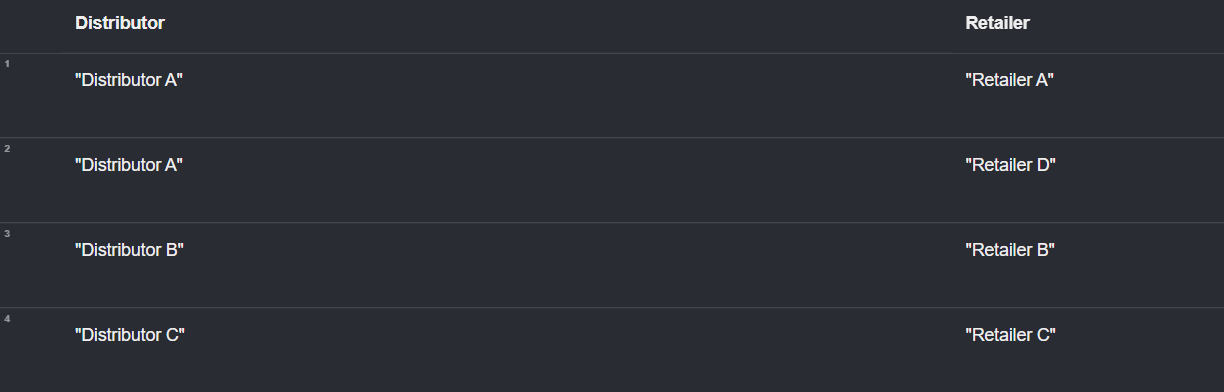 Distributor Retailer
1 "Distributor A" "Retailer A"
2 "Distributor A" "Retailer D"
3 "Distributor B" "Retailer B"
4 "Distributor C" "Retailer C"